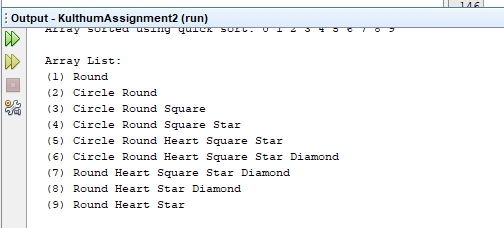 146
Output - KulthumAssignment2 (run)
Array sorted using quick sort: 0 1 2 3 4 5 6 7 8 9
Array List:
(1) Round
(2) Circle Round
(3) Circle Round Square
(4) Circle Round Square Star
(5) Circle Round Heart Square Star
(6) Circle Round Heart Square Star Diamond
(7) Round Heart Square Star Diamond
(8) Round Heart Star Diamond
(9) Round Heart Star